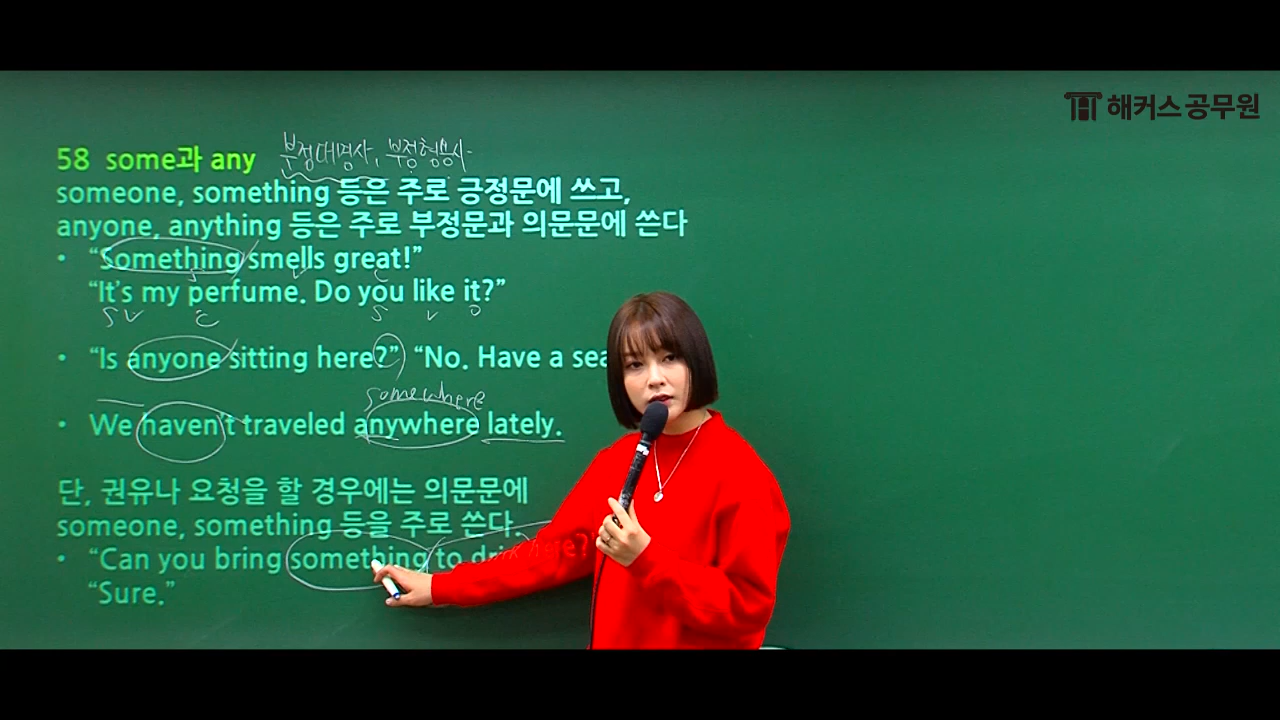 해커스 공무원
58 some과 any 부정대명사, 부정형용사
someone, something 등은 주로 긍정문에 쓰고,
anyone, anything 등은 주로 부정문과 의문문에 쓴다
• “Something smells great!”
S V C
“It’s my perfume. Do you like it?”
S V C S V O
• “Is anyone sitting here?” “No. Have a sea
somewhere
• We haven’t traveled anywhere lately.
단, 권유나 요청을 할 경우에는 의문문에
someone, something 등을 주로 쓴다.
• “Can you bring something to drink here?”
“Sure.”